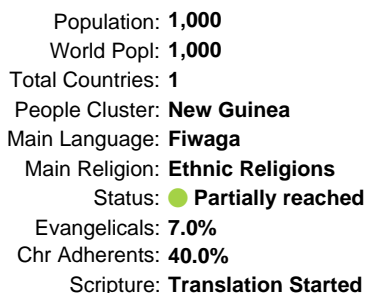 Population: 1,000
World Popl: 1,000
Total Countries: 1
People Cluster: New Guinea
Main Language: Fiwaga
Main Religion: Ethnic Religions
Status: Partially reached
Evangelicals: 7.0%
Chr Adherents: 40.0%
Scripture: Translation Started